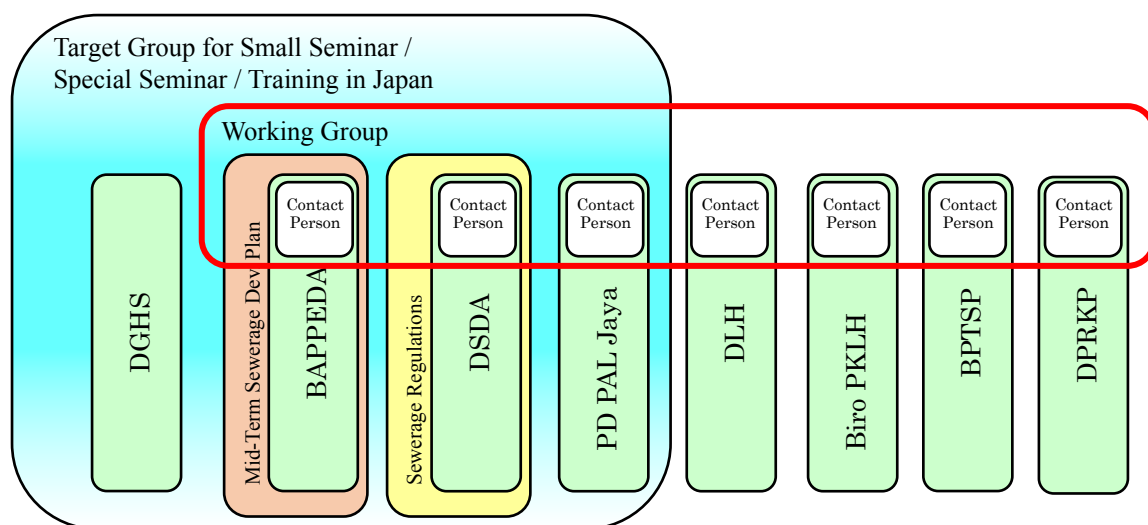 Target Group for Small Seminar /
Special Seminar / Training in Japan
Working Group
DGHS
Mid-Term Sewerage Dev. Plan
Contact
Person
BAPPEDA
Sewerage Regulations
Contact
Person
DSDA
Contact
Person
PD PAL Jaya
Contact
Person
DLH
Contact
Person
Biro PKLH
Contact
Person
BPTSP
Contact
Person
DPRKP